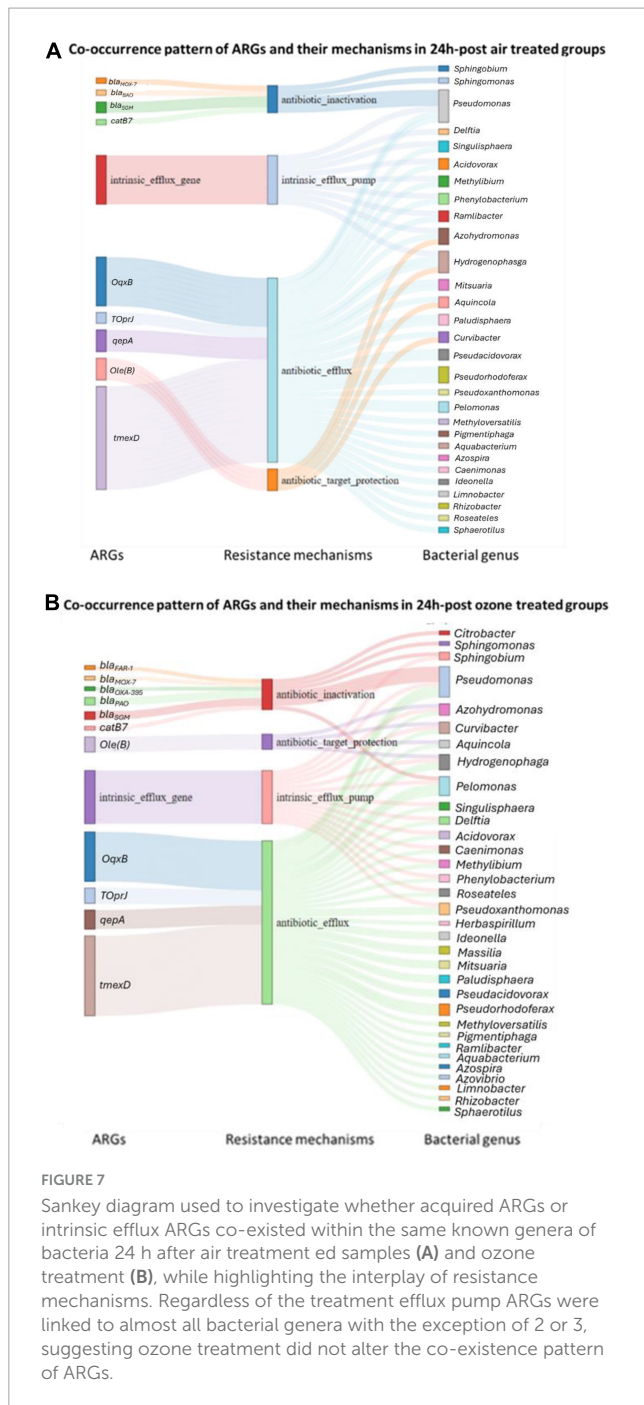 A Co-occurrence pattern of ARGs and their mechanisms in 24h-post air treated groups
blaMOX-7
blaBAO
blaSGM
catB7
intrinsic_efflux_gene
OqxB
TOprJ
qepA
Ole(B)
tmexD
antibiotic_inactivation
intrinsic_efflux_pump
antibiotic_efflux
antibiotic_target_protection
Sphingobium
Sphingomonas
Pseudomonas
Delftia
Singulisphaera
Acidovorax
Methylibium
Phenylobacterium
Ramlibacter
Azohydromonas
Hydrogenophasga
Mitsuaria
Aquincola
Paludisphaera
Curvibacter
Pseudacidovorax
Pseudorhodoferax
Pseudoxanthomonas
Pelomonas
Methyloversatilis
Pigmentiphaga
Aquabacterium
Azospira
Caenimonas
Ideonella
Limnobacter
Rhizobacter
Roseateles
Sphaerotilus
ARGs Resistance mechanisms Bacterial genus
B Co-occurrence pattern of ARGs and their mechanisms in 24h-post ozone treated groups
blaFAR-1
blaMOX-7
blaOXA-395
blaPAO
blaSGM
catB7
Ole(B)
intrinsic_efflux_gene
OqxB
TOprJ
qepA
tmexD
antibiotic_inactivation
antibiotic_target_protection
intrinsic_efflux_pump
antibiotic_efflux
Citrobacter
Sphingomonas
Sphingobium
Pseudomonas
Azohydromonas
Curvibacter
Aquincola
Hydrogenophaga
Pelomonas
Singulisphaera
Delftia
Acidovorax
Caenimonas
Methylibium
Phenylobacterium
Roseateles
Pseudoxanthomonas
Herbaspirillum
Ideonella
Massilia
Mitsuaria
Paludisphaera
Pseudacidovorax
Pseudorhodoferax
Methyloversatilis
Pigmentiphaga
Ramlibacter
Aquabacterium
Azospira
Azovibrio
Limnobacter
Rhizobacter
Sphaerotilus
ARGs Resistance mechanisms Bacterial genus
FIGURE 7
Sankey diagram used to investigate whether acquired ARGs or
intrinsic efflux ARGs co-existed within the same known genera of
bacteria 24 h after air treatment ed samples (A) and ozone
treatment (B), while highlighting the interplay of resistance
mechanisms. Regardless of the treatment efflux pump ARGs were
linked to almost all bacterial genera with the exception of 2 or 3,
suggesting ozone treatment did not alter the co-existence pattern
of ARGs.